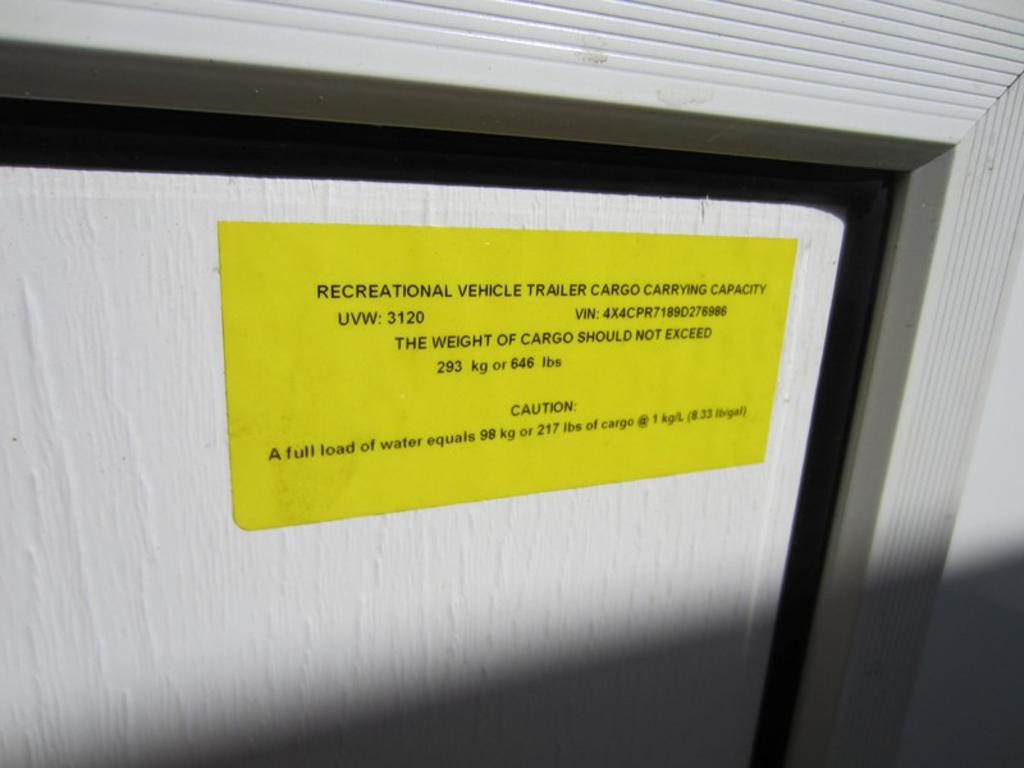 RECREATIONAL VEHICLE TRAILER CARGO CARRYING CAPACITY
UVW: 3120 VIN: 4X4CPR7189D276986
THE WEIGHT OF CARGO SHOULD NOT EXCEED
293 kg or 646 lbs
CAUTION:
A full load of water equals 98 kg or 217 lbs of cargo @ 1 kg/L (8.33 lb/gal)